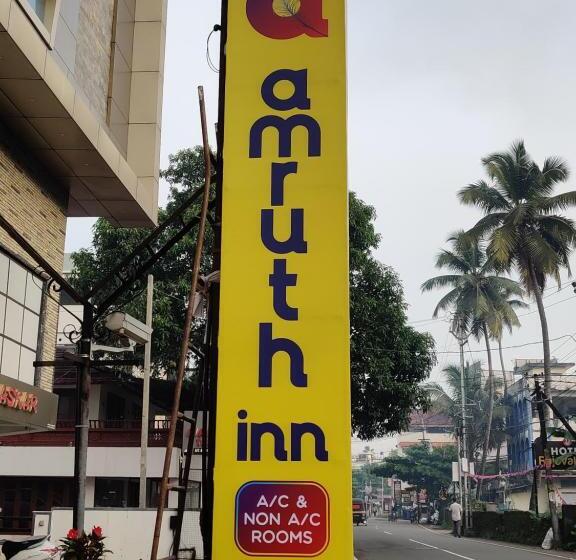 a
amruth
inn
A/C &
NON A/C
ROOMS
HOTEL